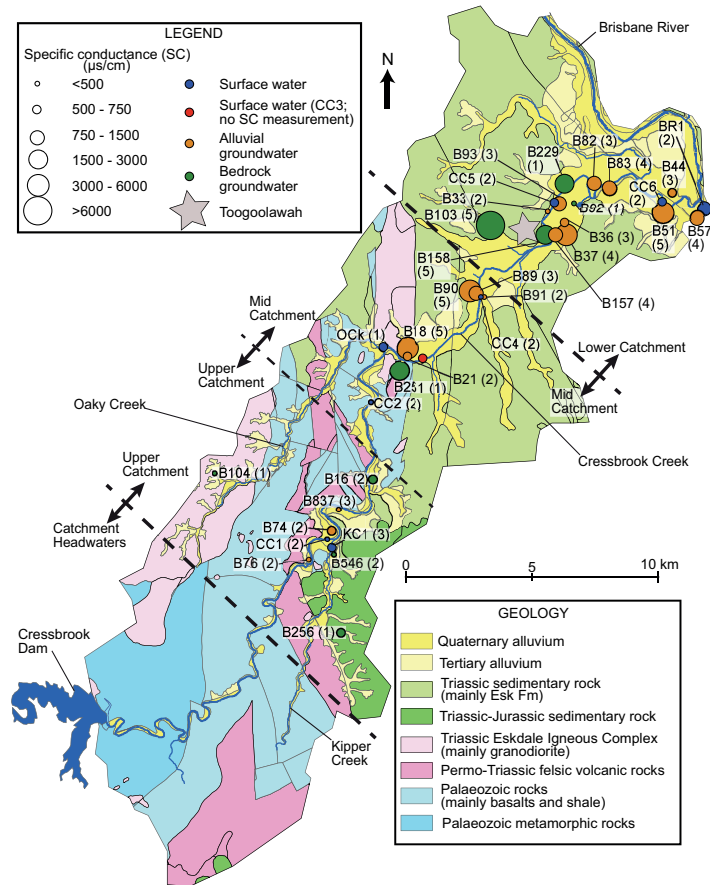 LEGEND
Specific conductance (SC)
(µs/cm)
<500
500 - 750
750 - 1500
1500 - 3000
3000 - 6000
>6000
Surface water
Surface water (CC3;
no SC measurement)
Alluvial
groundwater
Bedrock
groundwater
Toogoolawah
N
Brisbane River
BR1
(2)
B82 (3)
B229
(1)
B83 (4)
B44
(3)
B93 (3)
CC5 (2)
CC6
(2)
B33 (2)
B92 (1)
B103 (5)
B36 (3)
B51
(5)
B57
(4)
B37 (4)
B158
(5)
B89 (3)
B157 (4)
B90
(5)
B91 (2)
Mid
Catchment
Upper
Catchment
OCk (1)
B18 (5)
CC4 (2)
Lower Catchment
B21 (2)
B251 (1)
Mid
Catchment
CC2 (2)
Oaky Creek
Cressbrook Creek
Upper
Catchment
B104 (1)
B16 (2)
Catchment
Headwaters
B837 (3)
B74 (2)
KC1 (3)
CC1 (2)
B76 (2)
B546 (2)
0
5
10 km
B256 (1)
Cressbrook
Dam
Kipper
Creek
GEOLOGY
Quaternary alluvium
Tertiary alluvium
Triassic sedimentary rock
(mainly Esk Fm)
Triassic-Jurassic sedimentary rock
Triassic Eskdale Igneous Complex
(mainly granodiorite)
Permo-Triassic felsic volcanic rocks
Palaeozoic rocks
(mainly basalts and shale)
Palaeozoic metamorphic rocks